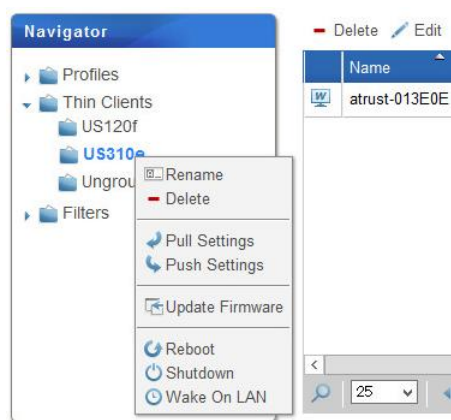 Navigator
Profiles
Thin Clients
US120f
US310e
Ungrou
Filters
Rename
Delete
Pull Settings
Push Settings
Update Firmware
Reboot
Shutdown
Wake On LAN
Delete Edit
Name
W atrust-013E0E
25